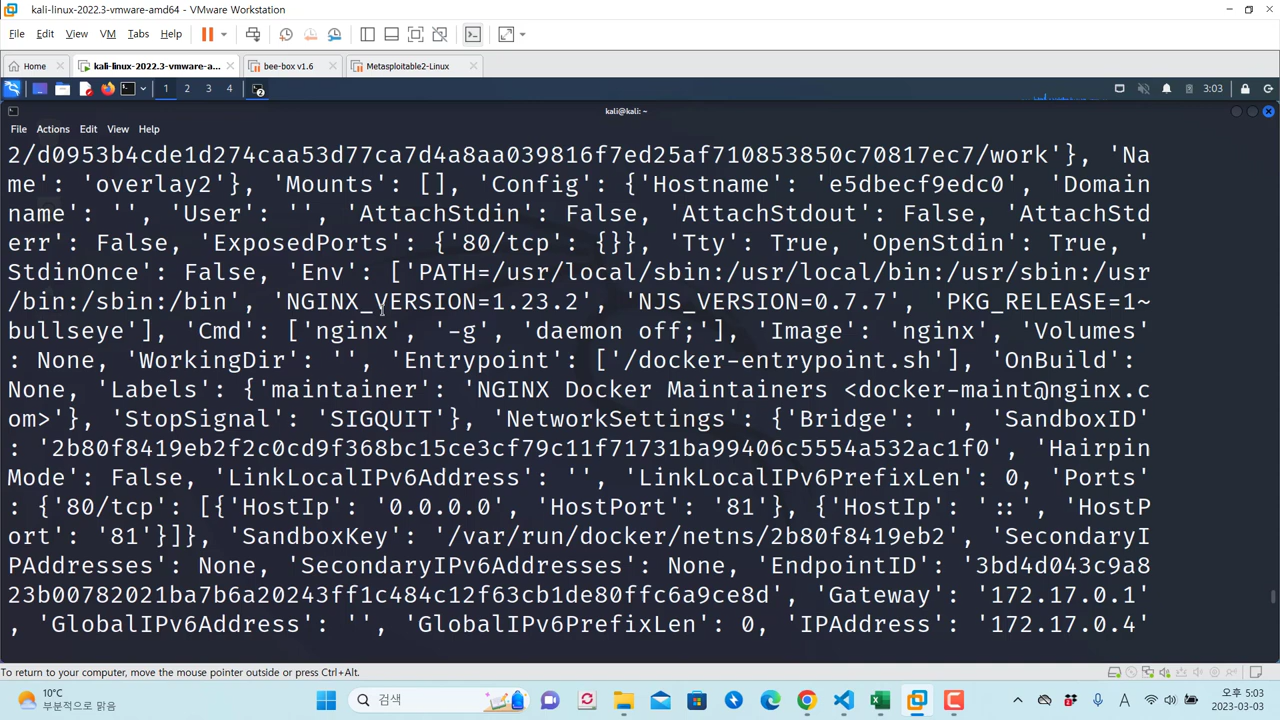 kali-linux-2022.3-vmware-amd64 - VMware Workstation
File Edit View VM Tabs Help
Home kali-linux-2022.3-vmware-a... bee-box v1.6 Metasploitable2-Linux
1 2 3 4 3:03
kali@kali: ~
File Actions Edit View Help
2/d0953b4cde1d274caa53d77ca7d4a8aa039816f7ed25af710853850c70817ec7/work'}, 'Na
me': 'overlay2'}, 'Mounts': [], 'Config': {'Hostname': 'e5dbecf9edc0', 'Domain
name': '', 'User': '', 'AttachStdin': False, 'AttachStdout': False, 'AttachStd
err': False, 'ExposedPorts': {'80/tcp': {}}, 'Tty': True, 'OpenStdin': True, '
StdinOnce': False, 'Env': ['PATH=/usr/local/sbin:/usr/local/bin:/usr/sbin:/usr
/bin:/sbin:/bin', 'NGINX_VERSION=1.23.2', 'NJS_VERSION=0.7.7', 'PKG_RELEASE=1~
bullseye'], 'Cmd': ['nginx', '-g', 'daemon off;'], 'Image': 'nginx', 'Volumes'
: None, 'WorkingDir': '', 'Entrypoint': ['/docker-entrypoint.sh'], 'OnBuild':
None, 'Labels': {'maintainer': 'NGINX Docker Maintainers <docker-maint@nginx.c
om>'}, 'StopSignal': 'SIGQUIT'}, 'NetworkSettings': {'Bridge': '', 'SandboxID'
: '2b80f8419eb2f2c0cd9f368bc15ce3cf79c11f71731ba99406c5554a532ac1f0', 'Hairpin
Mode': False, 'LinkLocalIPv6Address': '', 'LinkLocalIPv6PrefixLen': 0, 'Ports'
: {'80/tcp': [{'HostIp': '0.0.0.0', 'HostPort': '81'}, {'HostIp': '::', 'HostP
ort': '81'}]}, 'SandboxKey': '/var/run/docker/netns/2b80f8419eb2', 'SecondaryI
PAddresses': None, 'SecondaryIPv6Addresses': None, 'EndpointID': '3bd4d043c9a8
23b00782021ba7b6a20243ff1c484c12f63cb1de80ffc6a9ce8d', 'Gateway': '172.17.0.1'
, 'GlobalIPv6Address': '', 'GlobalIPv6PrefixLen': 0, 'IPAddress': '172.17.0.4'
To return to your computer, move the mouse pointer outside or press Ctrl+Alt.
10°C
부분적으로 맑음
검색
A
오후 5:03
2023-03-03